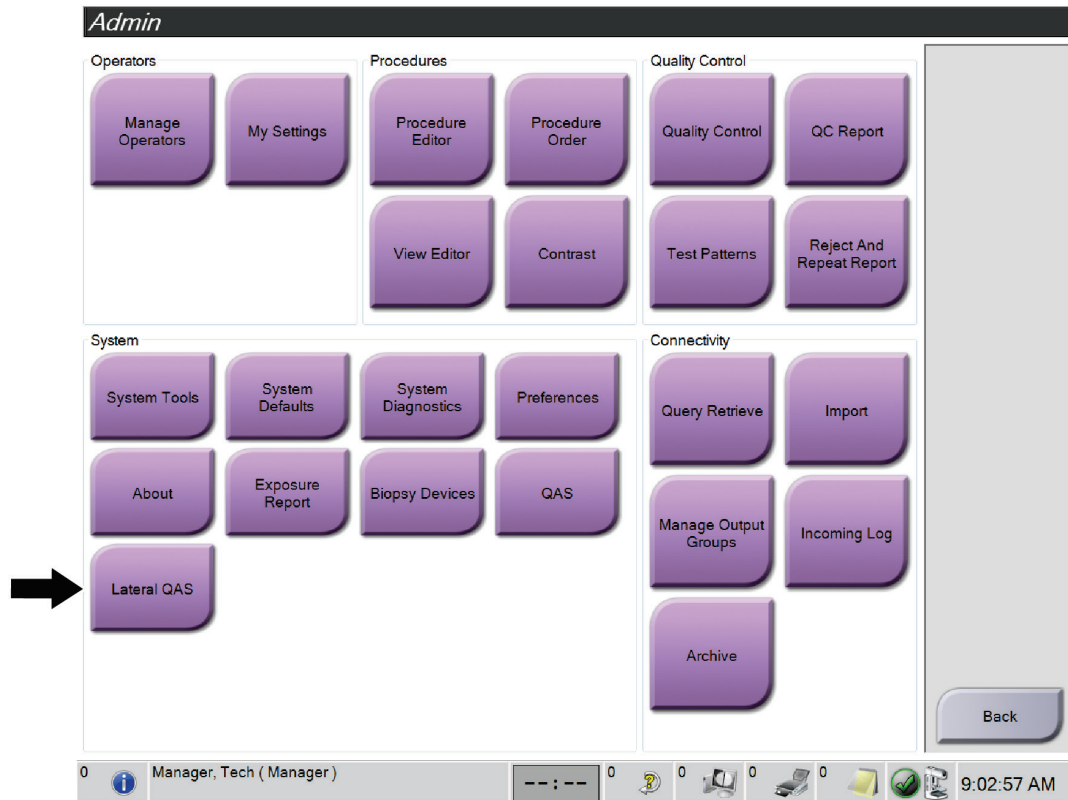 Admin
Operators
Manage
Operators
My Settings
Procedures
Procedure
Editor
Procedure
Order
View Editor
Contrast
Quality Control
Quality Control
QC Report
Test Patterns
Reject And
Repeat Report
System
System Tools
System
Defaults
System
Diagnostics
Preferences
About
Exposure
Report
Biopsy Devices
QAS
Lateral QAS
Connectivity
Query Retrieve
Import
Manage Output
Groups
Incoming Log
Archive
Back
0 Manager, Tech ( Manager ) --:-- 0 0 0 0 9:02:57 AM